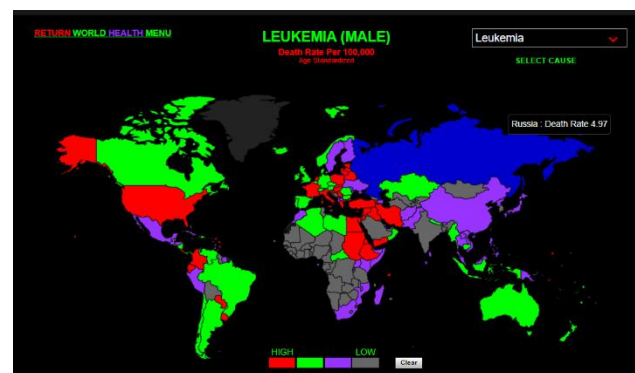 RETURN WORLD HEALTH MENU
LEUKEMIA (MALE)
Death Rate Per 100,000
Age Standardized
Leukemia
SELECT CAUSE
Russia : Death Rate 4.97
HIGH LOW
Clear